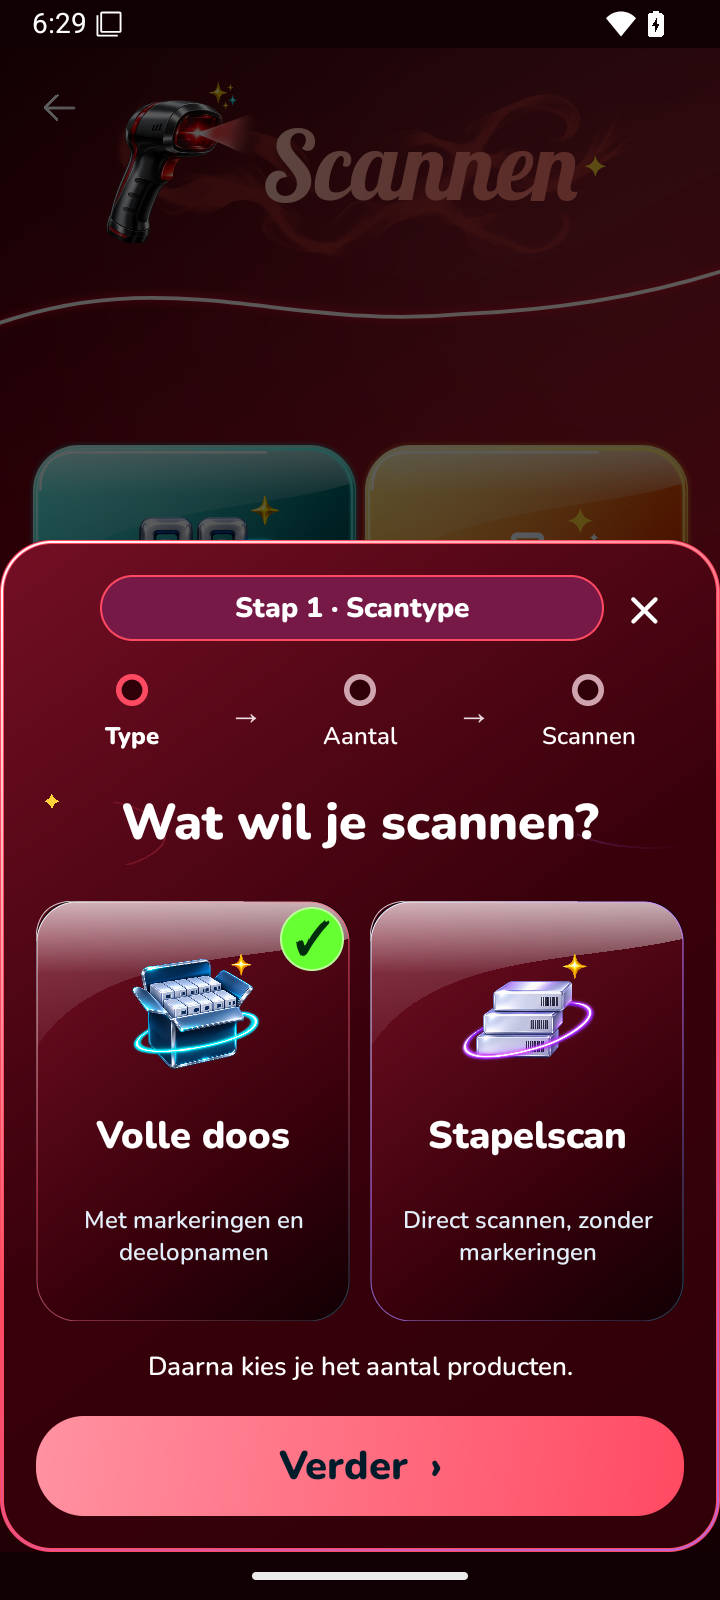 6:29
Scannen
Stap 1 · Scantype
Type
→
Aantal
→
Scannen
Wat wil je scannen?
Volle doos
Met markeringen en
deelopnamen
Stapelscan
Direct scannen, zonder
markeringen
Daarna kies je het aantal producten.
Verder ›